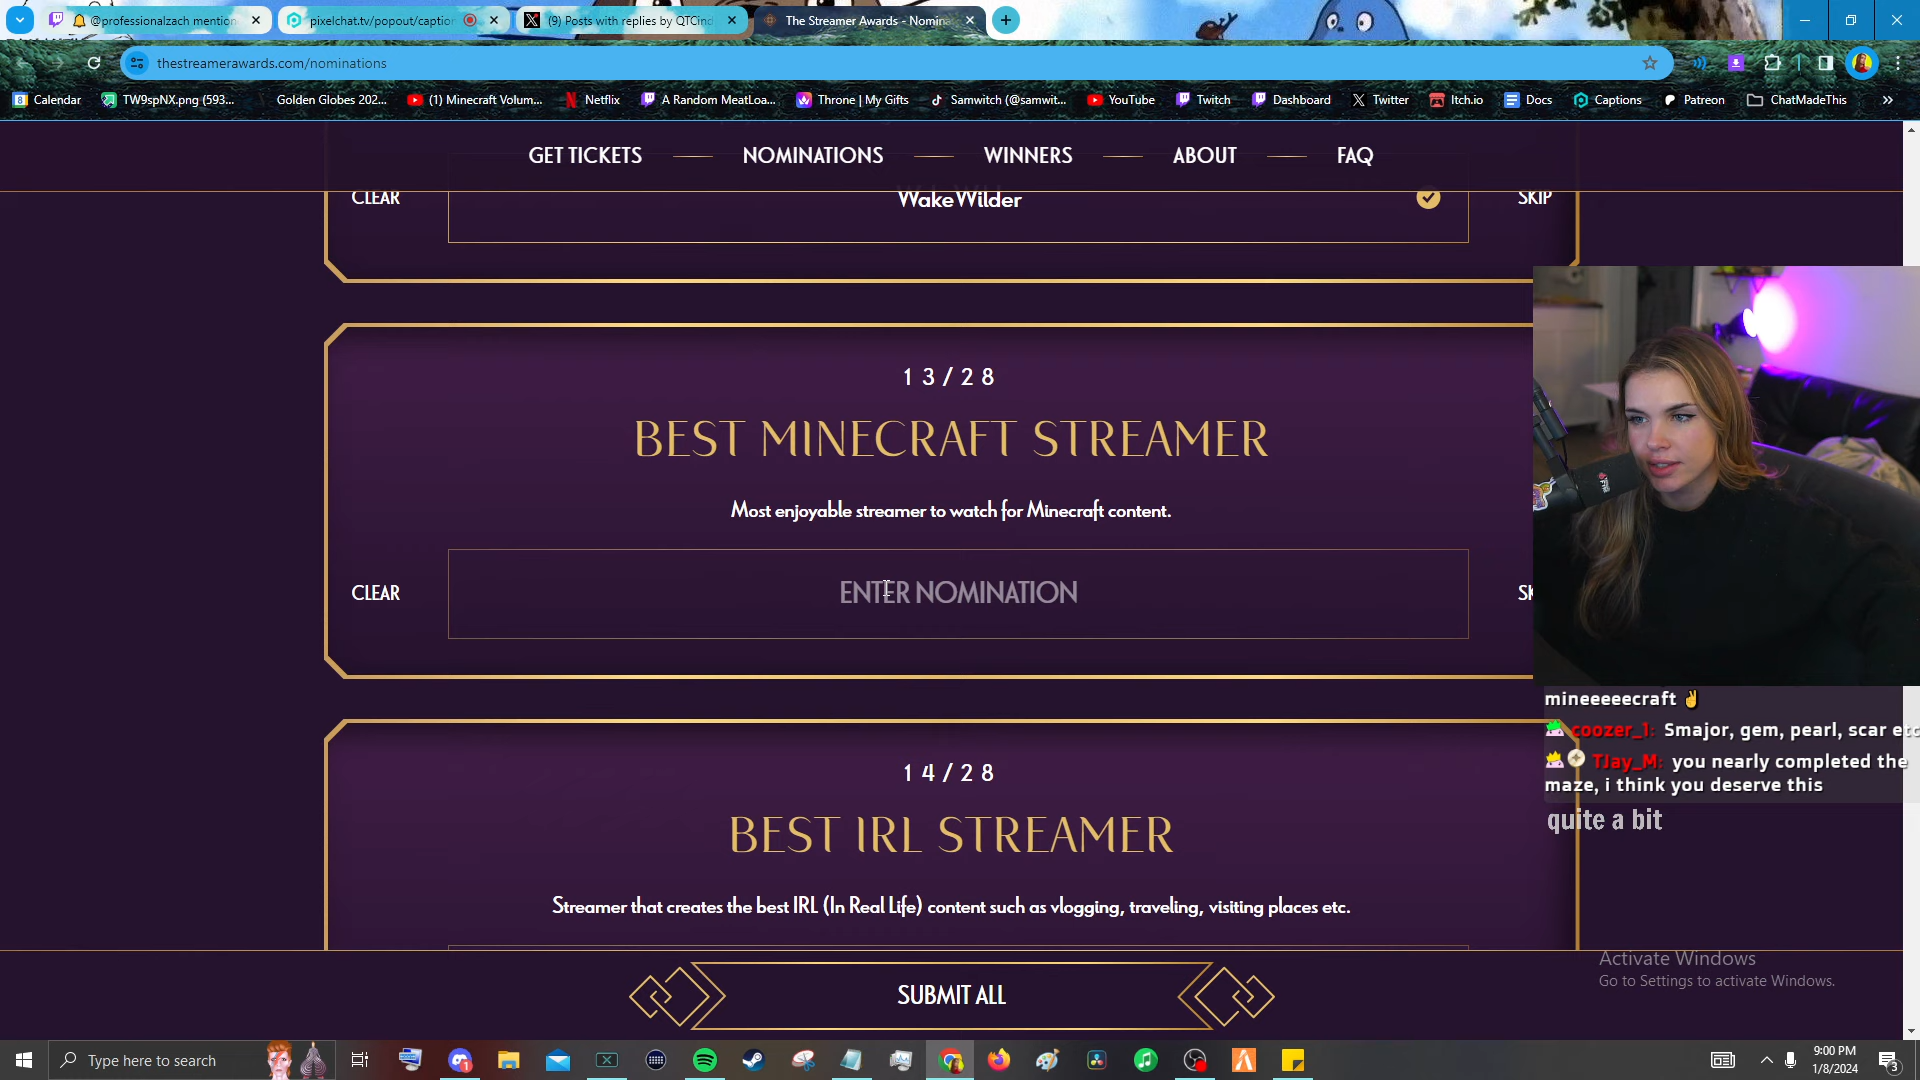 @professionalzach mention
pixelchat.tv/popout/captio
(9) Posts with replies by QTCind
The Streamer Awards - Nomina
thestreamerawards.com/nominations
Calendar
TW9spNX.png (593...
Golden Globes 202...
(1) Minecraft Volum...
Netflix
A Random MeatLoa...
Throne | My Gifts
Samwitch (@samwit...
YouTube
Twitch
Dashboard
Twitter
Itch.io
Docs
Captions
Patreon
ChatMadeThis
GET TICKETS
NOMINATIONS
WINNERS
ABOUT
FAQ
CLEAR
WakeWilder
SKIP
13/28
BEST MINECRAFT STREAMER
Most enjoyable streamer to watch for Minecraft content.
CLEAR
ENTER NOMINATION
SK
mineeeeecraft ✌
coozer_1: Smajor, gem, pearl, scar etc
TJay_M: you nearly completed the
maze, i think you deserve this
quite a bit
14/28
BEST IRL STREAMER
Streamer that creates the best IRL (In Real Life) content such as vlogging, traveling, visiting places etc.
SUBMIT ALL
Activate Windows
Go to Settings to activate Windows.
Type here to search
9:00 PM
1/8/2024